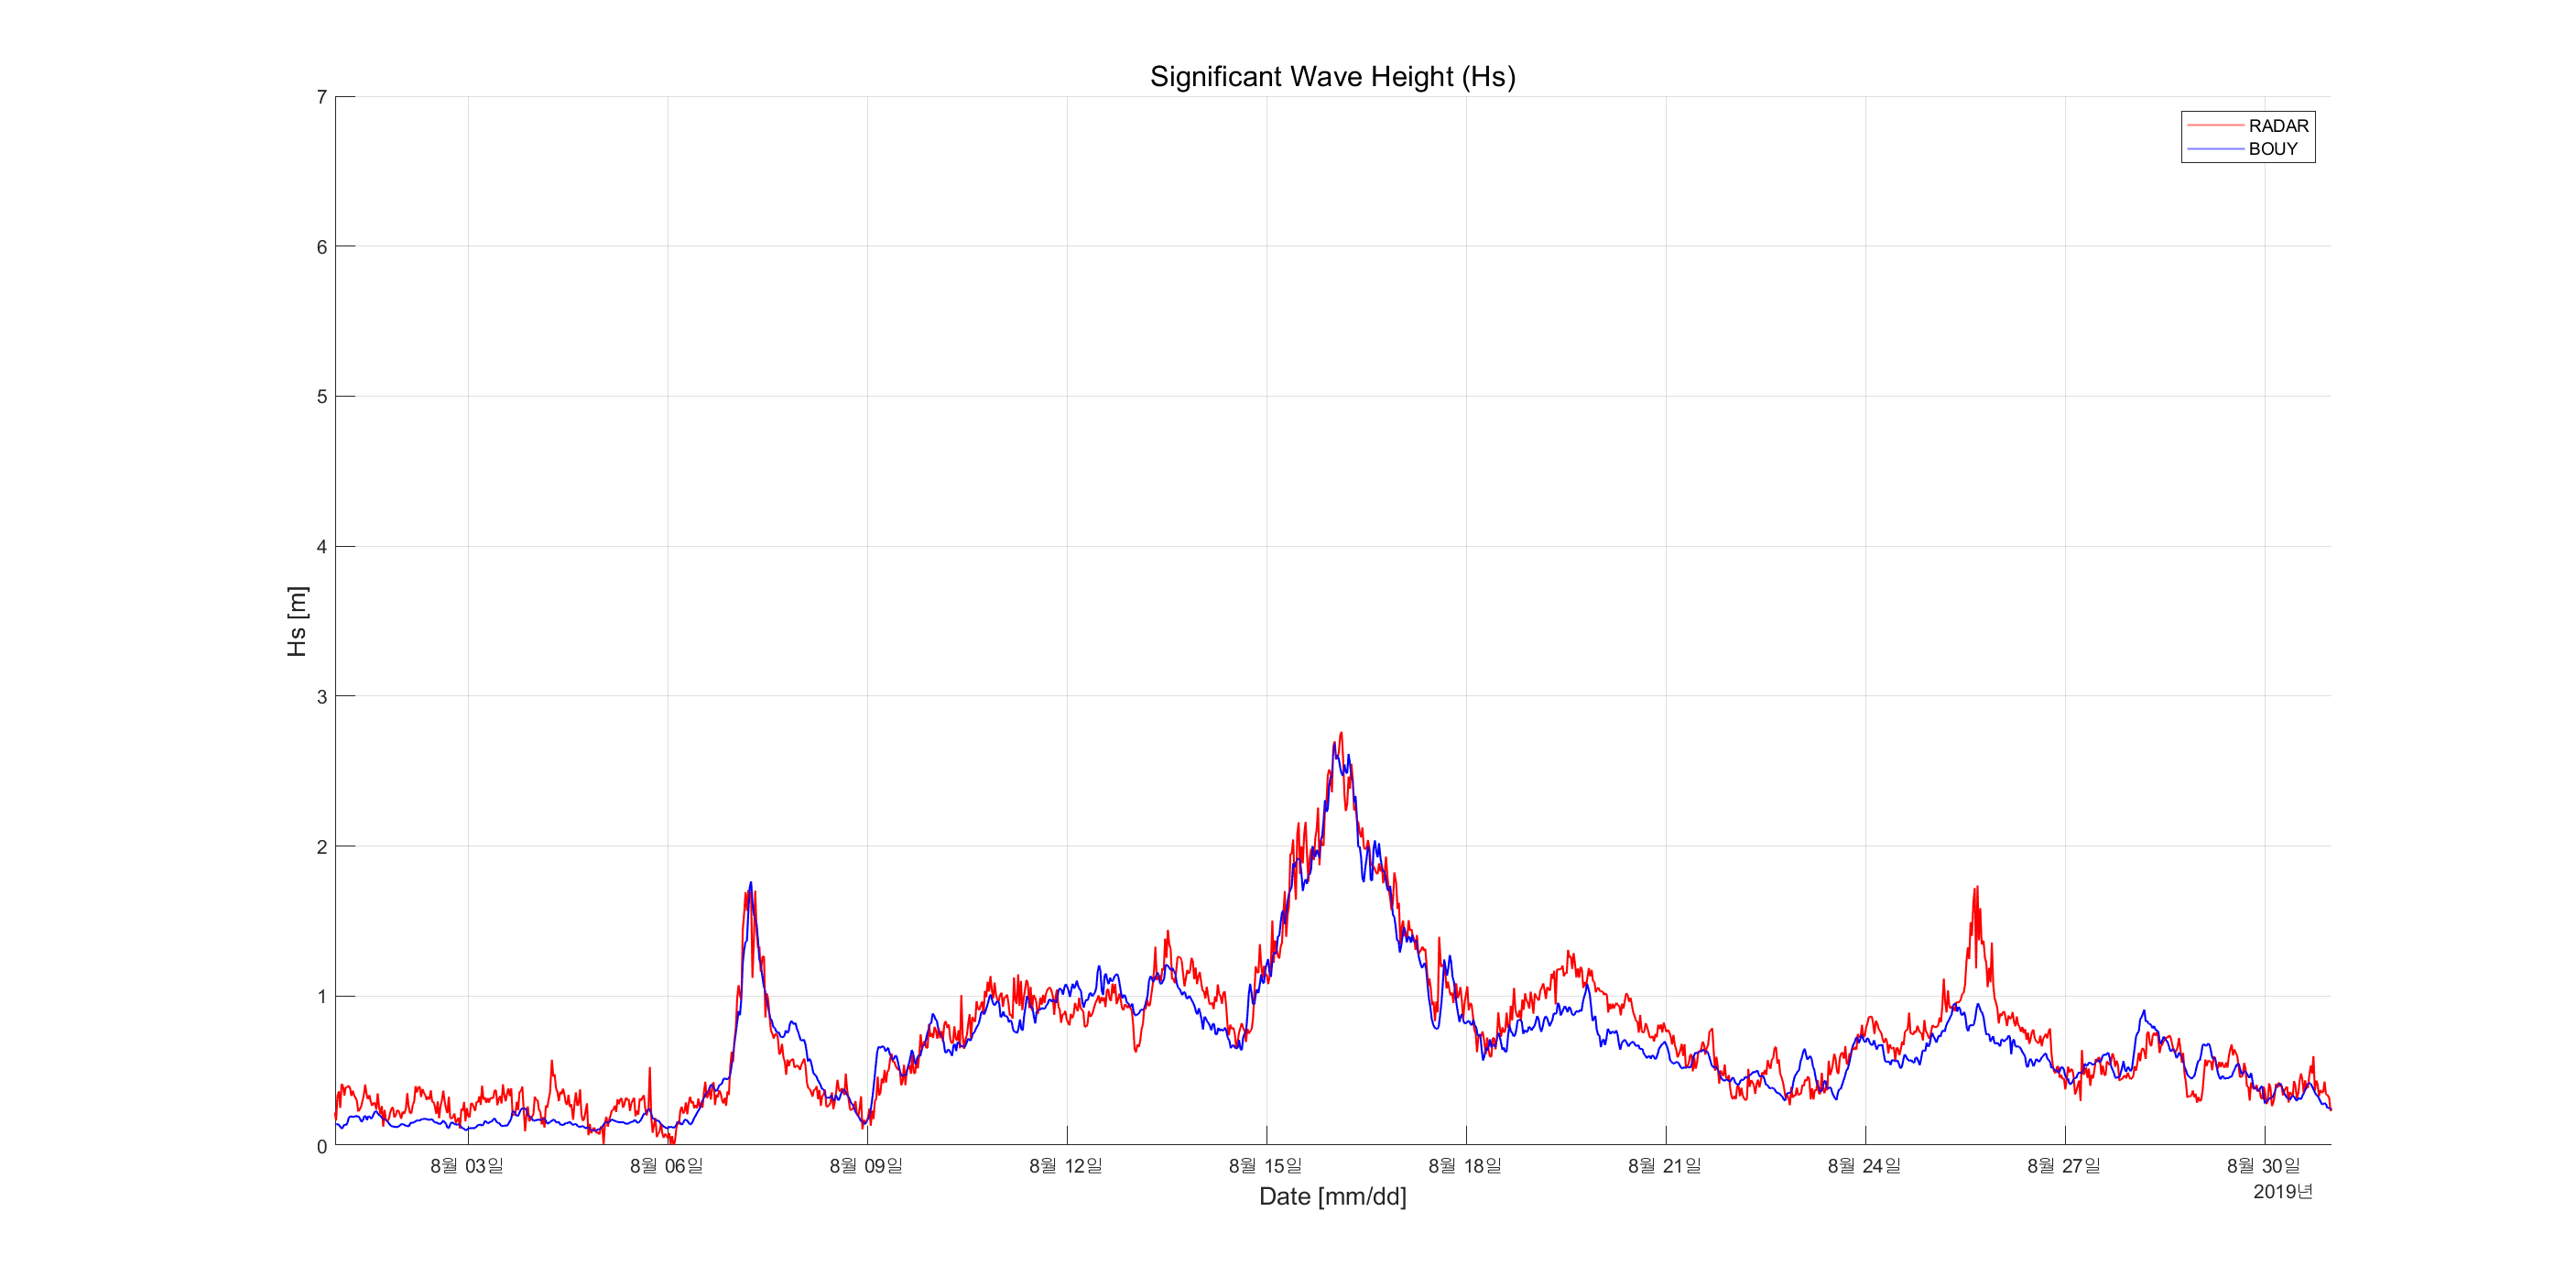 Significant Wave Height (Hs)
RADAR
BOUY
7
6
5
4
3
2
1
0
Hs [m]
8월 03일
8월 06일
8월 09일
8월 12일
8월 15일
8월 18일
8월 21일
8월 24일
8월 27일
8월 30일
2019년
Date [mm/dd]